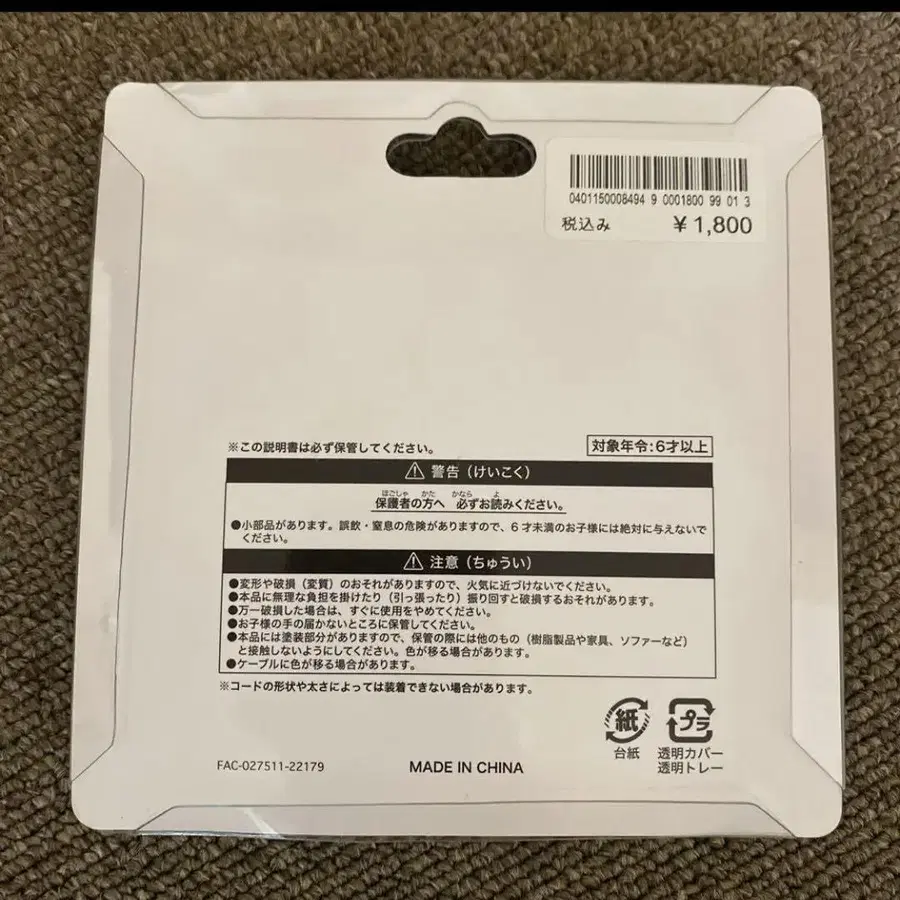 0401150008494 9 0001800 99 01 3
税込み ¥1,800
※この説明書は必ず保管してください。
対象年令:6才以上
⚠ 警告（けいこく）
ほごしゃ かた かなら よ
保護者の方へ 必ずお読みください。
●小部品があります。誤飲・窒息の危険がありますので、6才未満のお子様には絶対に与えないで
ください。
⚠ 注意（ちゅうい）
●変形や破損（変質）のおそれがありますので、火気に近づけないでください。
●本品に無理な負担を掛けたり（引っ張ったり）振り回すと破損するおそれがあります。
●万一破損した場合は、すぐに使用をやめてください。
●お子様の手の届かないところに保管してください。
●本品には塗装部分がありますので、保管の際には他のもの（樹脂製品や家具、ソファーなど）
と接触しないようにしてください。色が移る場合があります。
●ケーブルに色が移る場合があります。
※コードの形状や太さによっては装着できない場合があります。
紙 プラ
台紙 透明カバー
透明トレー
FAC-027511-22179 MADE IN CHINA